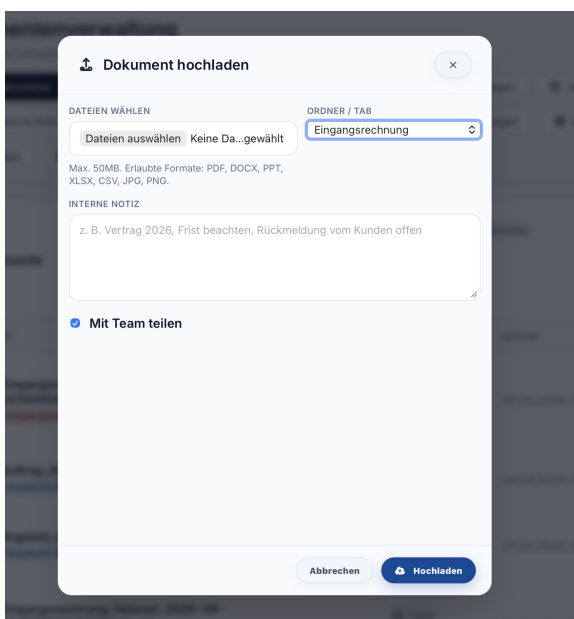 Dokument hochladen
DATEIEN WÄHLEN
ORDNER / TAB
Dateien auswählen Keine Da...gewählt
Eingangsrechnung
Max. 50MB. Erlaubte Formate: PDF, DOCX, PPT,
XLSX, CSV, JPG, PNG.
INTERNE NOTIZ
z. B. Vertrag 2026, Frist beachten, Rückmeldung vom Kunden offen
Mit Team teilen
Abbrechen
Hochladen